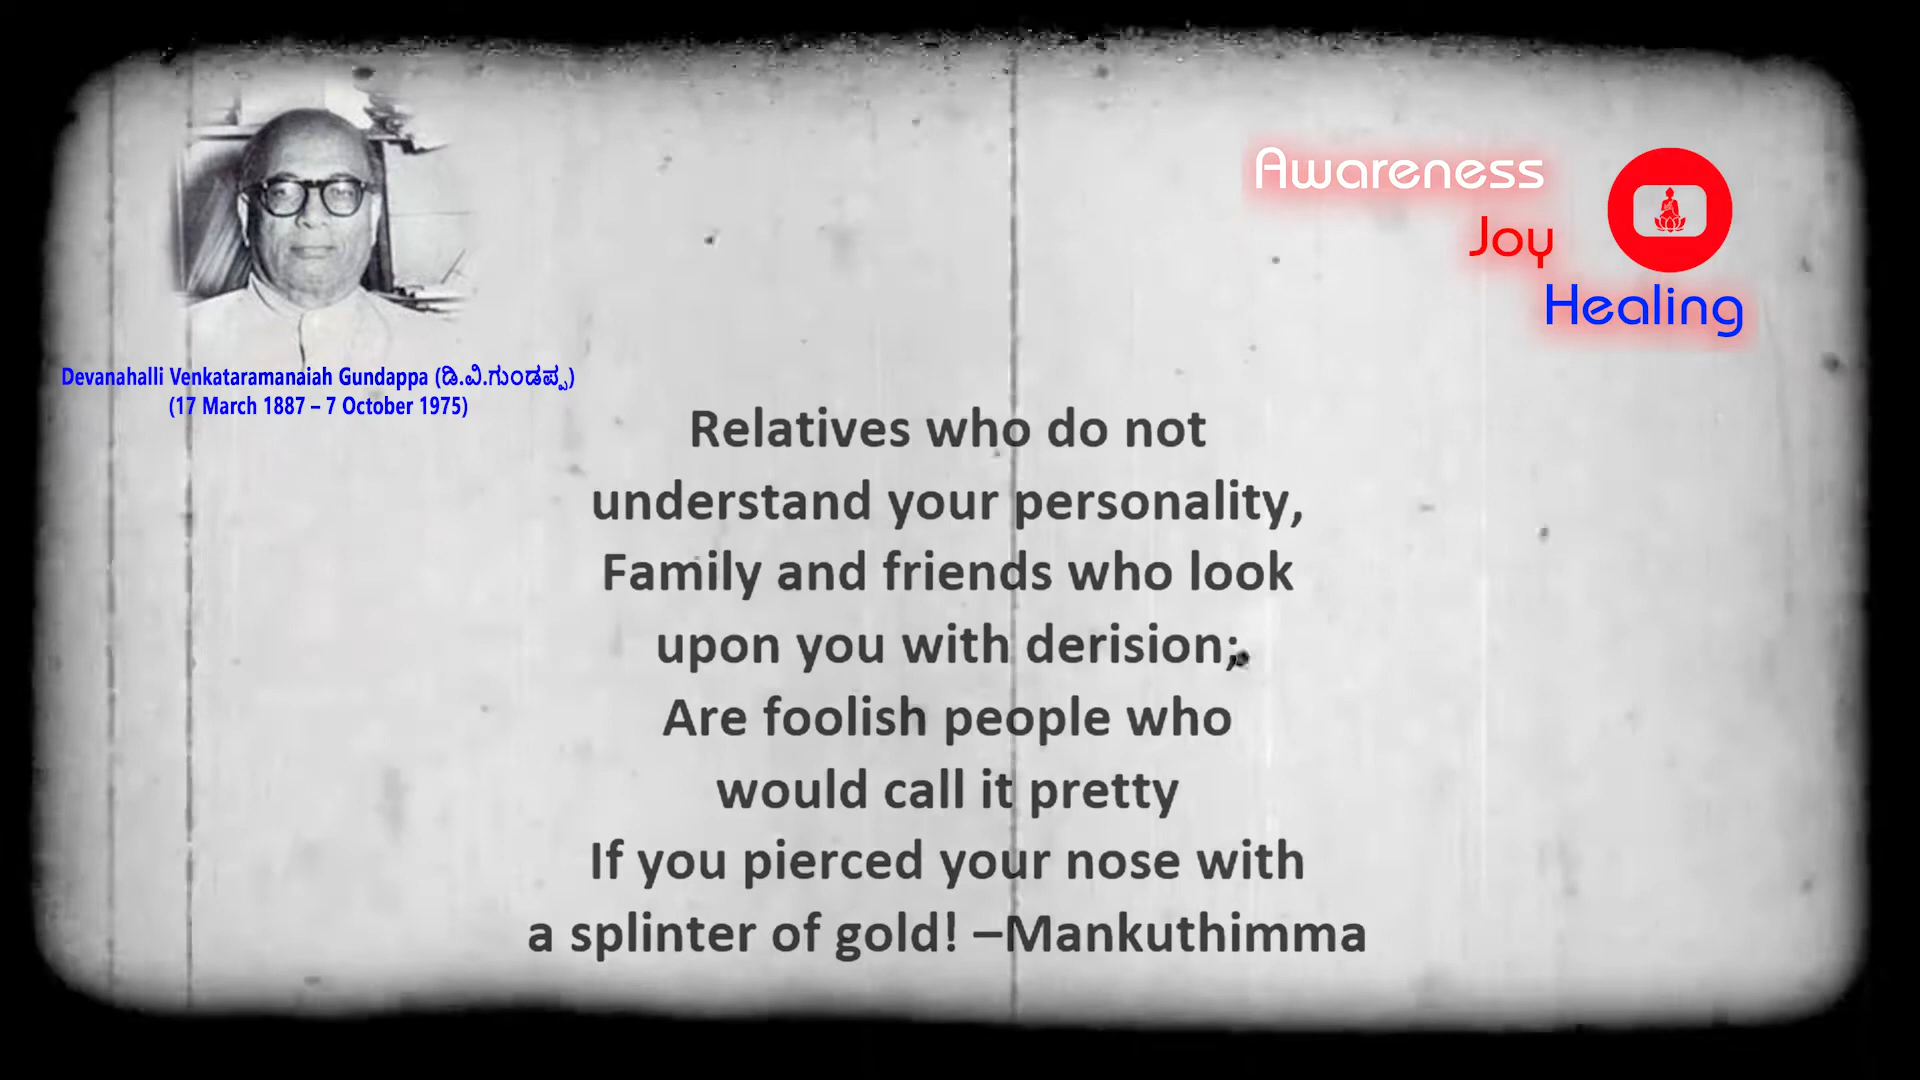 Awareness
Joy
Healing
Devanahalli Venkataramanaiah Gundappa (ಡಿ.ವಿ.ಗುಂಡಪ್ಪ)
(17 March 1887 – 7 October 1975)
Relatives who do not
understand your personality,
Family and friends who look
upon you with derision;
Are foolish people who
would call it pretty
If you pierced your nose with
a splinter of gold! –Mankuthimma